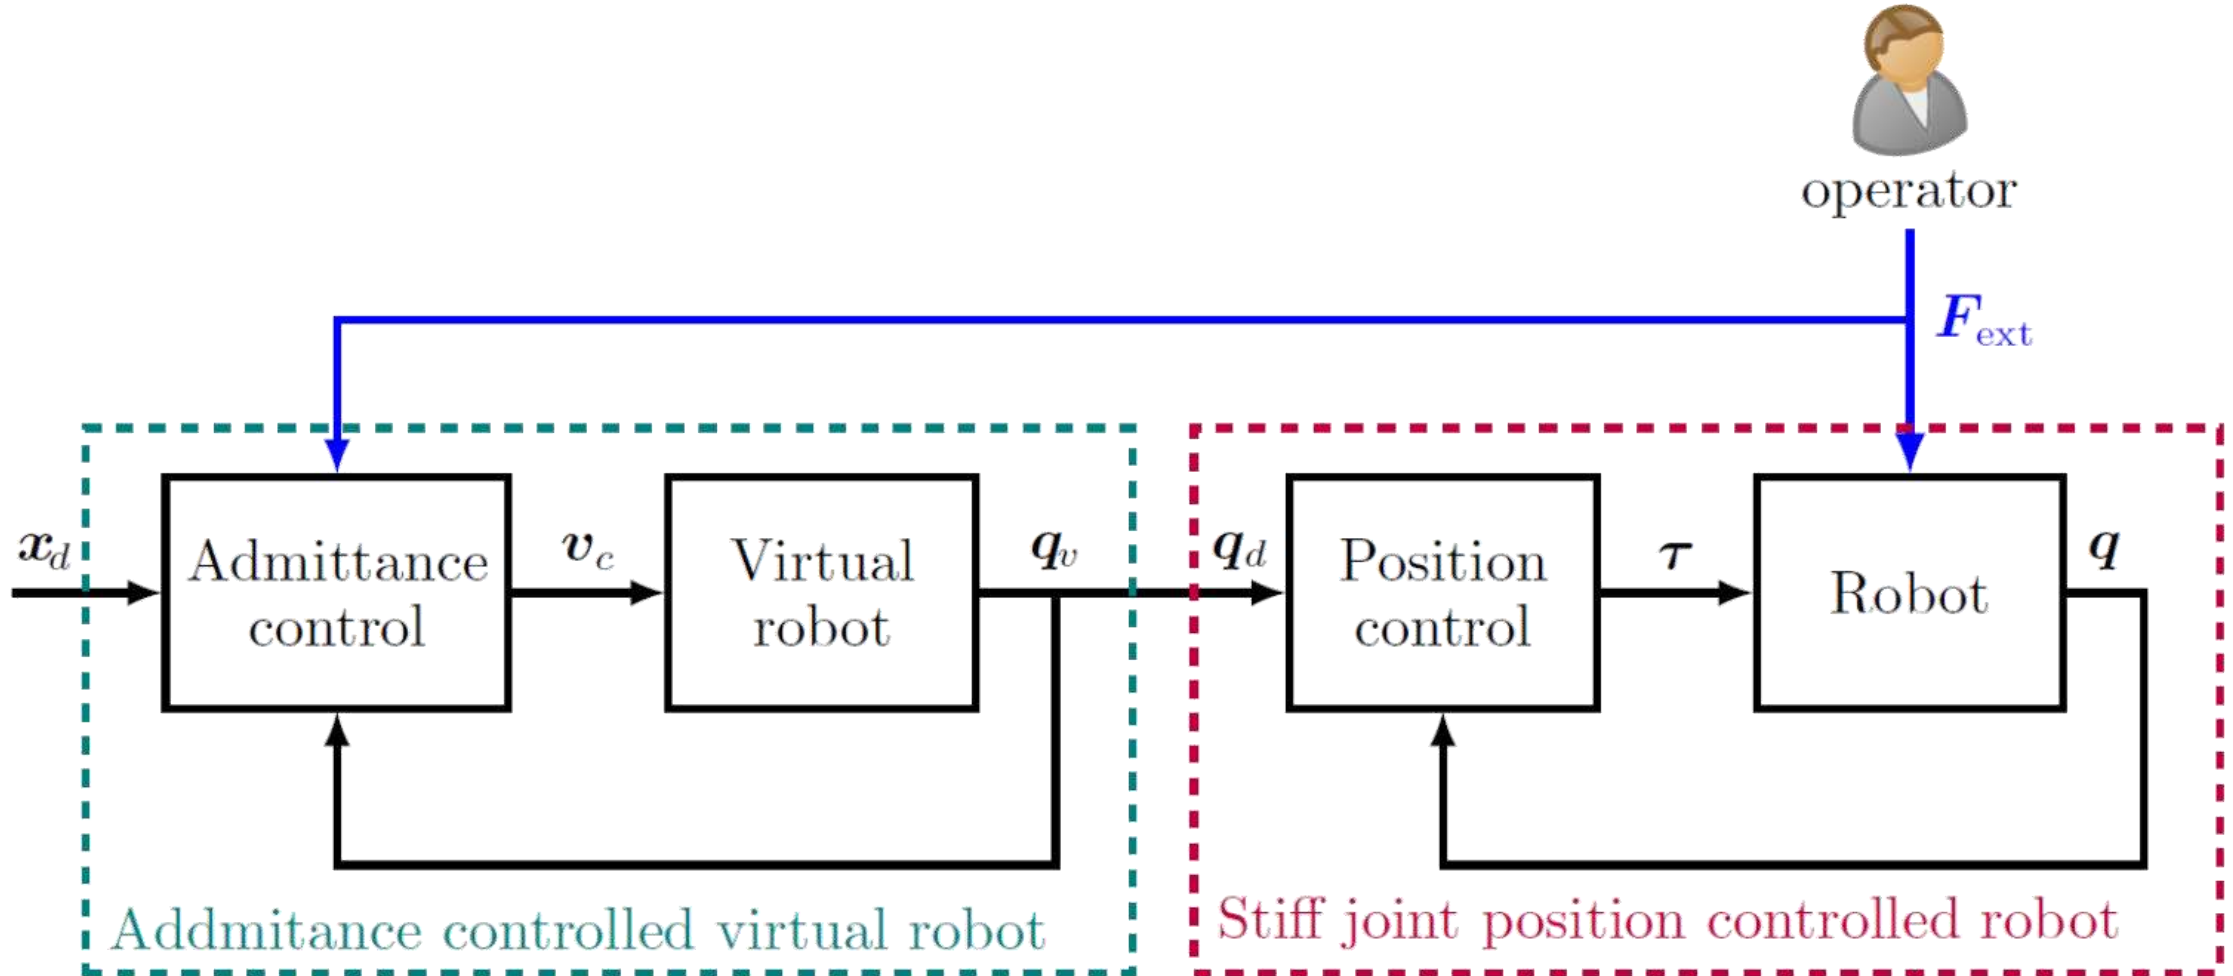 operator
F_ext
x_d
Admittance
control
v_c
Virtual
robot
q_v
q_d
Position
control
τ
Robot
q
Addmitance controlled virtual robot
Stiff joint position controlled robot